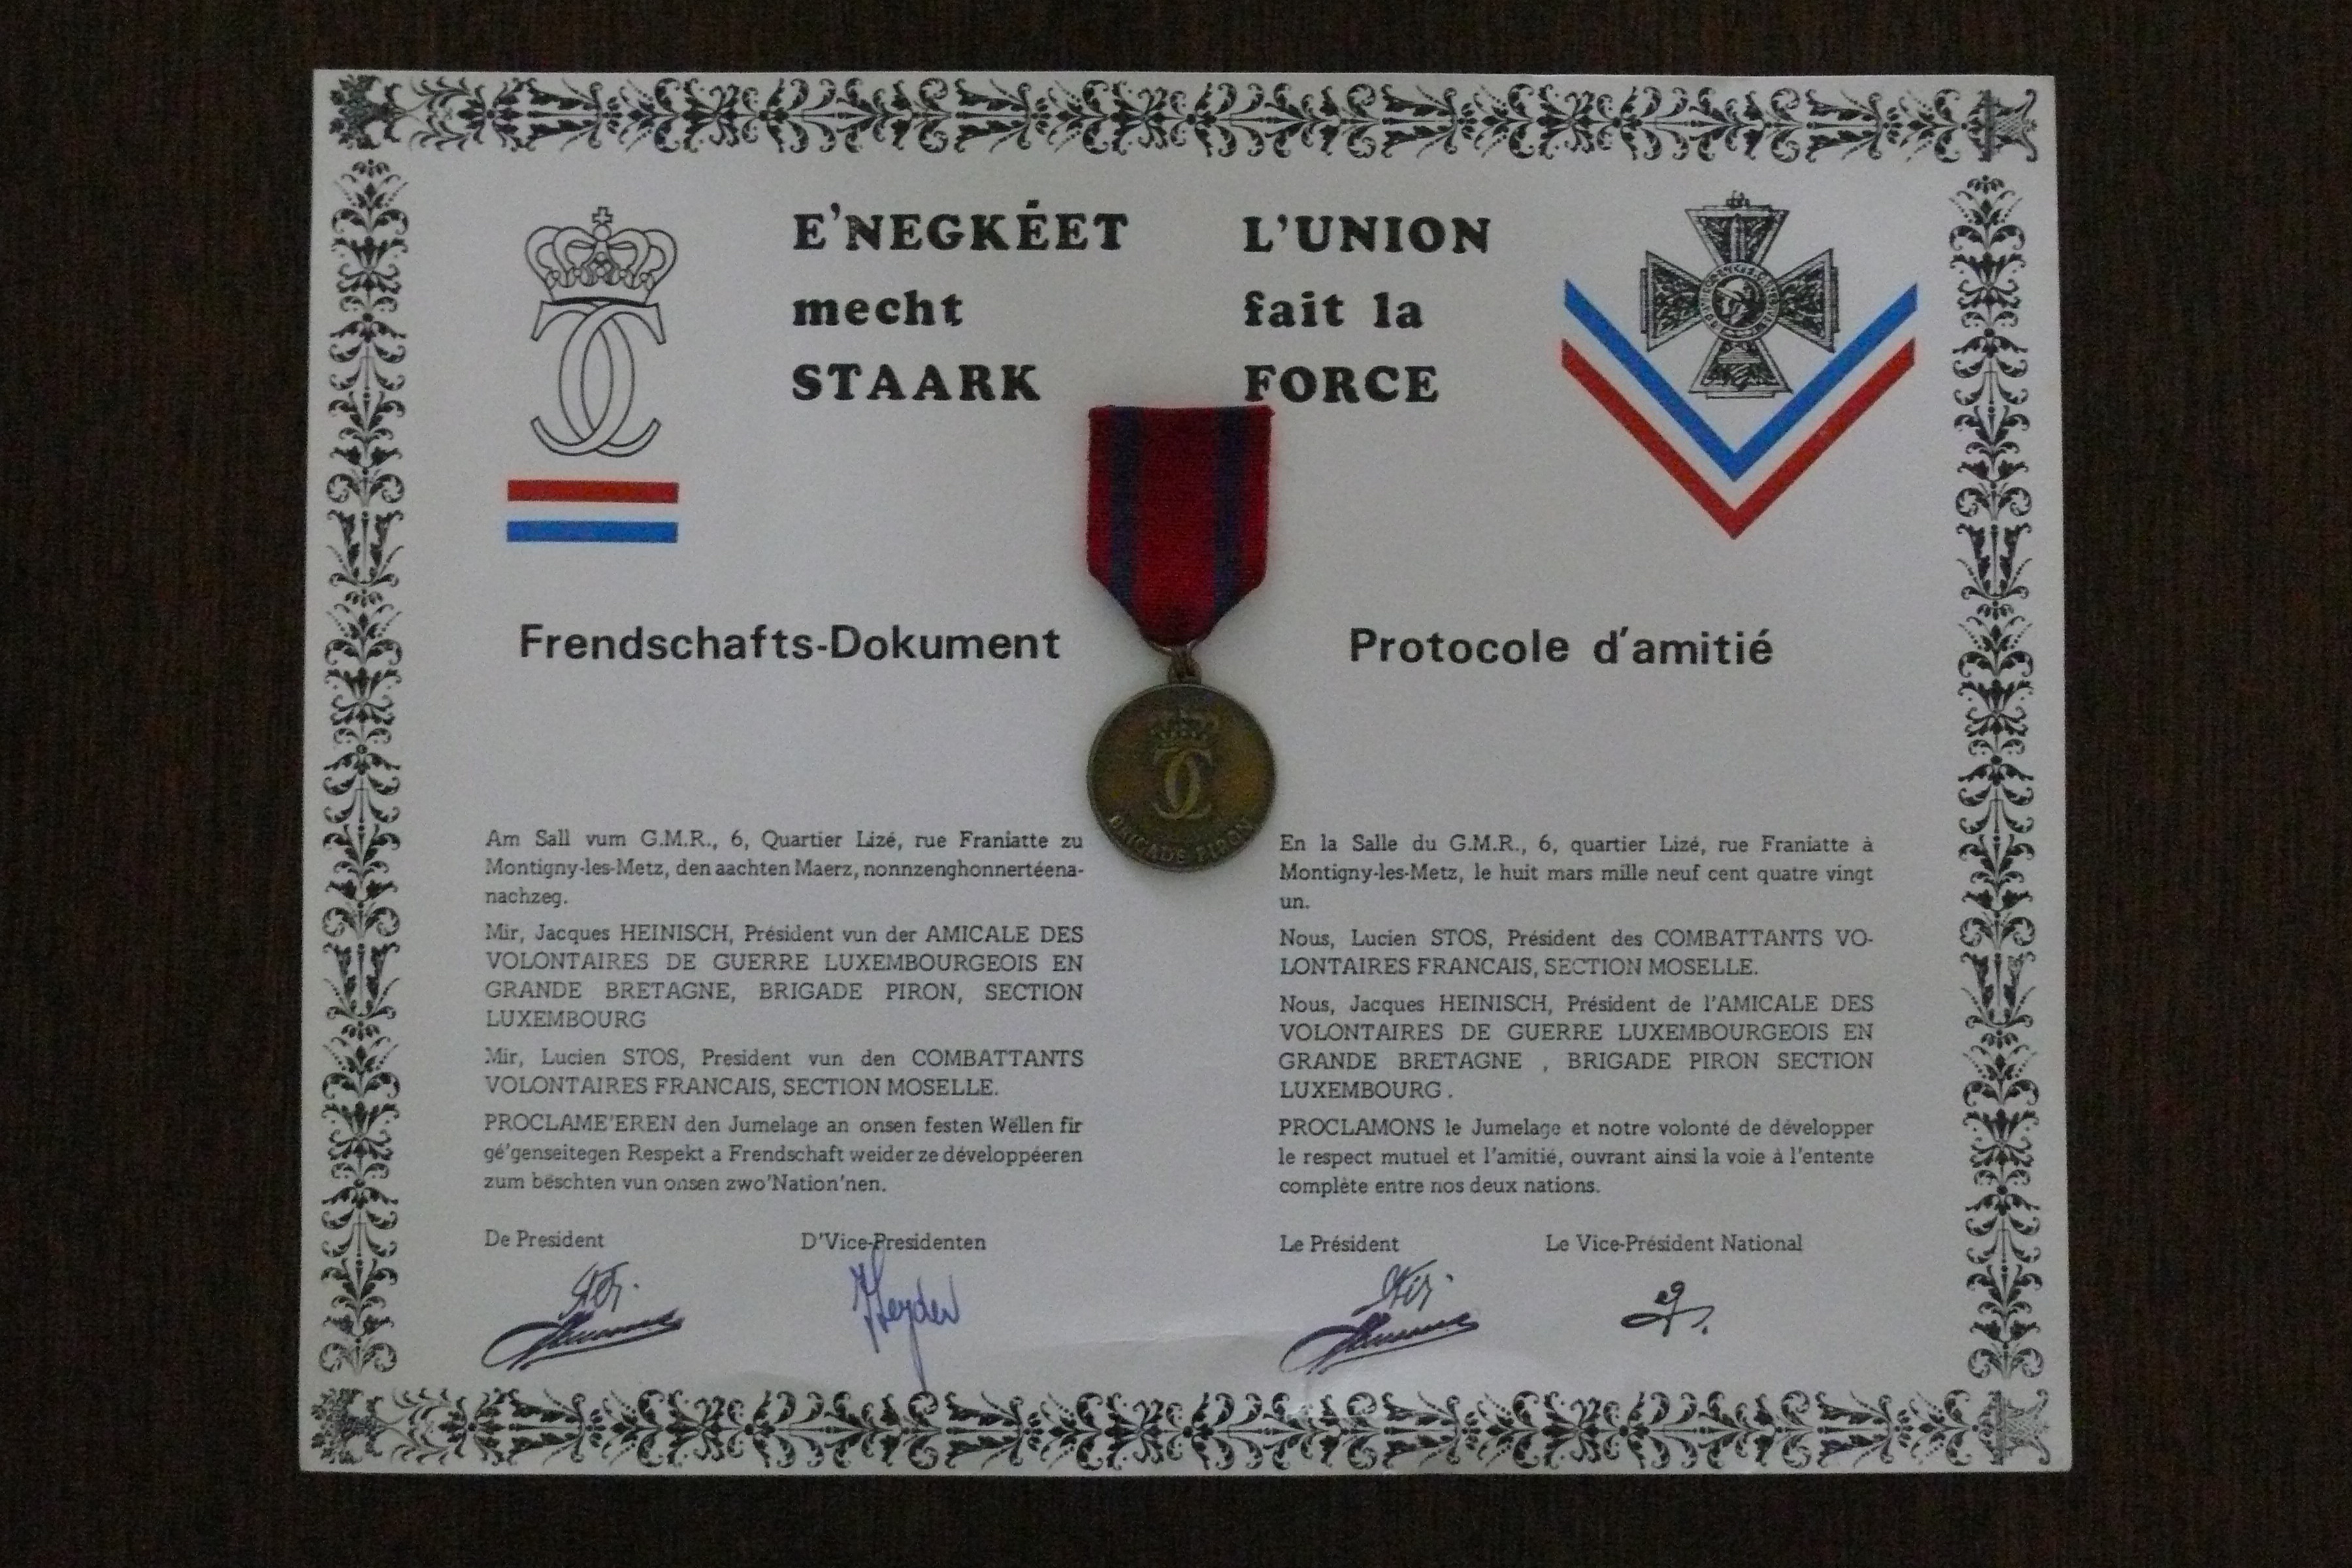 E'NEGKÉET
mecht
STAARK
L'UNION
fait la
FORCE
Frendschafts-Dokument
Protocole d'amitié
BRIGADE PIRON
Am Sall vum G.M.R., 6, Quartier Lizé, rue Franiatte zu
Montigny-les-Metz, den aachten Maerz, nonnzenghonnertéena-
nachzeg.
Mir, Jacques HEINISCH, Président vun der AMICALE DES
VOLONTAIRES DE GUERRE LUXEMBOURGEOIS EN
GRANDE BRETAGNE, BRIGADE PIRON, SECTION
LUXEMBOURG
Mir, Lucien STOS, President vun den COMBATTANTS
VOLONTAIRES FRANCAIS, SECTION MOSELLE.
PROCLAME'EREN den Jumelage an onsen festen Wëllen fir
gé'genseitegen Respekt a Frendschaft weider ze développéeren
zum bëschten vun onsen zwo'Nation'nen.
De President
D'Vice-Presidenten
En la Salle du G.M.R., 6, quartier Lizé, rue Franiatte à
Montigny-les-Metz, le huit mars mille neuf cent quatre vingt
un.
Nous, Lucien STOS, Président des COMBATTANTS VO-
LONTAIRES FRANCAIS, SECTION MOSELLE.
Nous, Jacques HEINISCH, Président de l'AMICALE DES
VOLONTAIRES DE GUERRE LUXEMBOURGEOIS EN
GRANDE BRETAGNE , BRIGADE PIRON SECTION
LUXEMBOURG .
PROCLAMONS le Jumelage et notre volonté de développer
le respect mutuel et l'amitié, ouvrant ainsi la voie à l'entente
complète entre nos deux nations.
Le Président
Le Vice-Président National